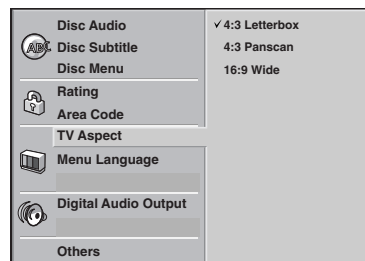 Disc Audio
Disc Subtitle
Disc Menu
Rating
Area Code
TV Aspect
Menu Language
Digital Audio Output
Others
✓ 4:3 Letterbox
4:3 Panscan
16:9 Wide
ABC